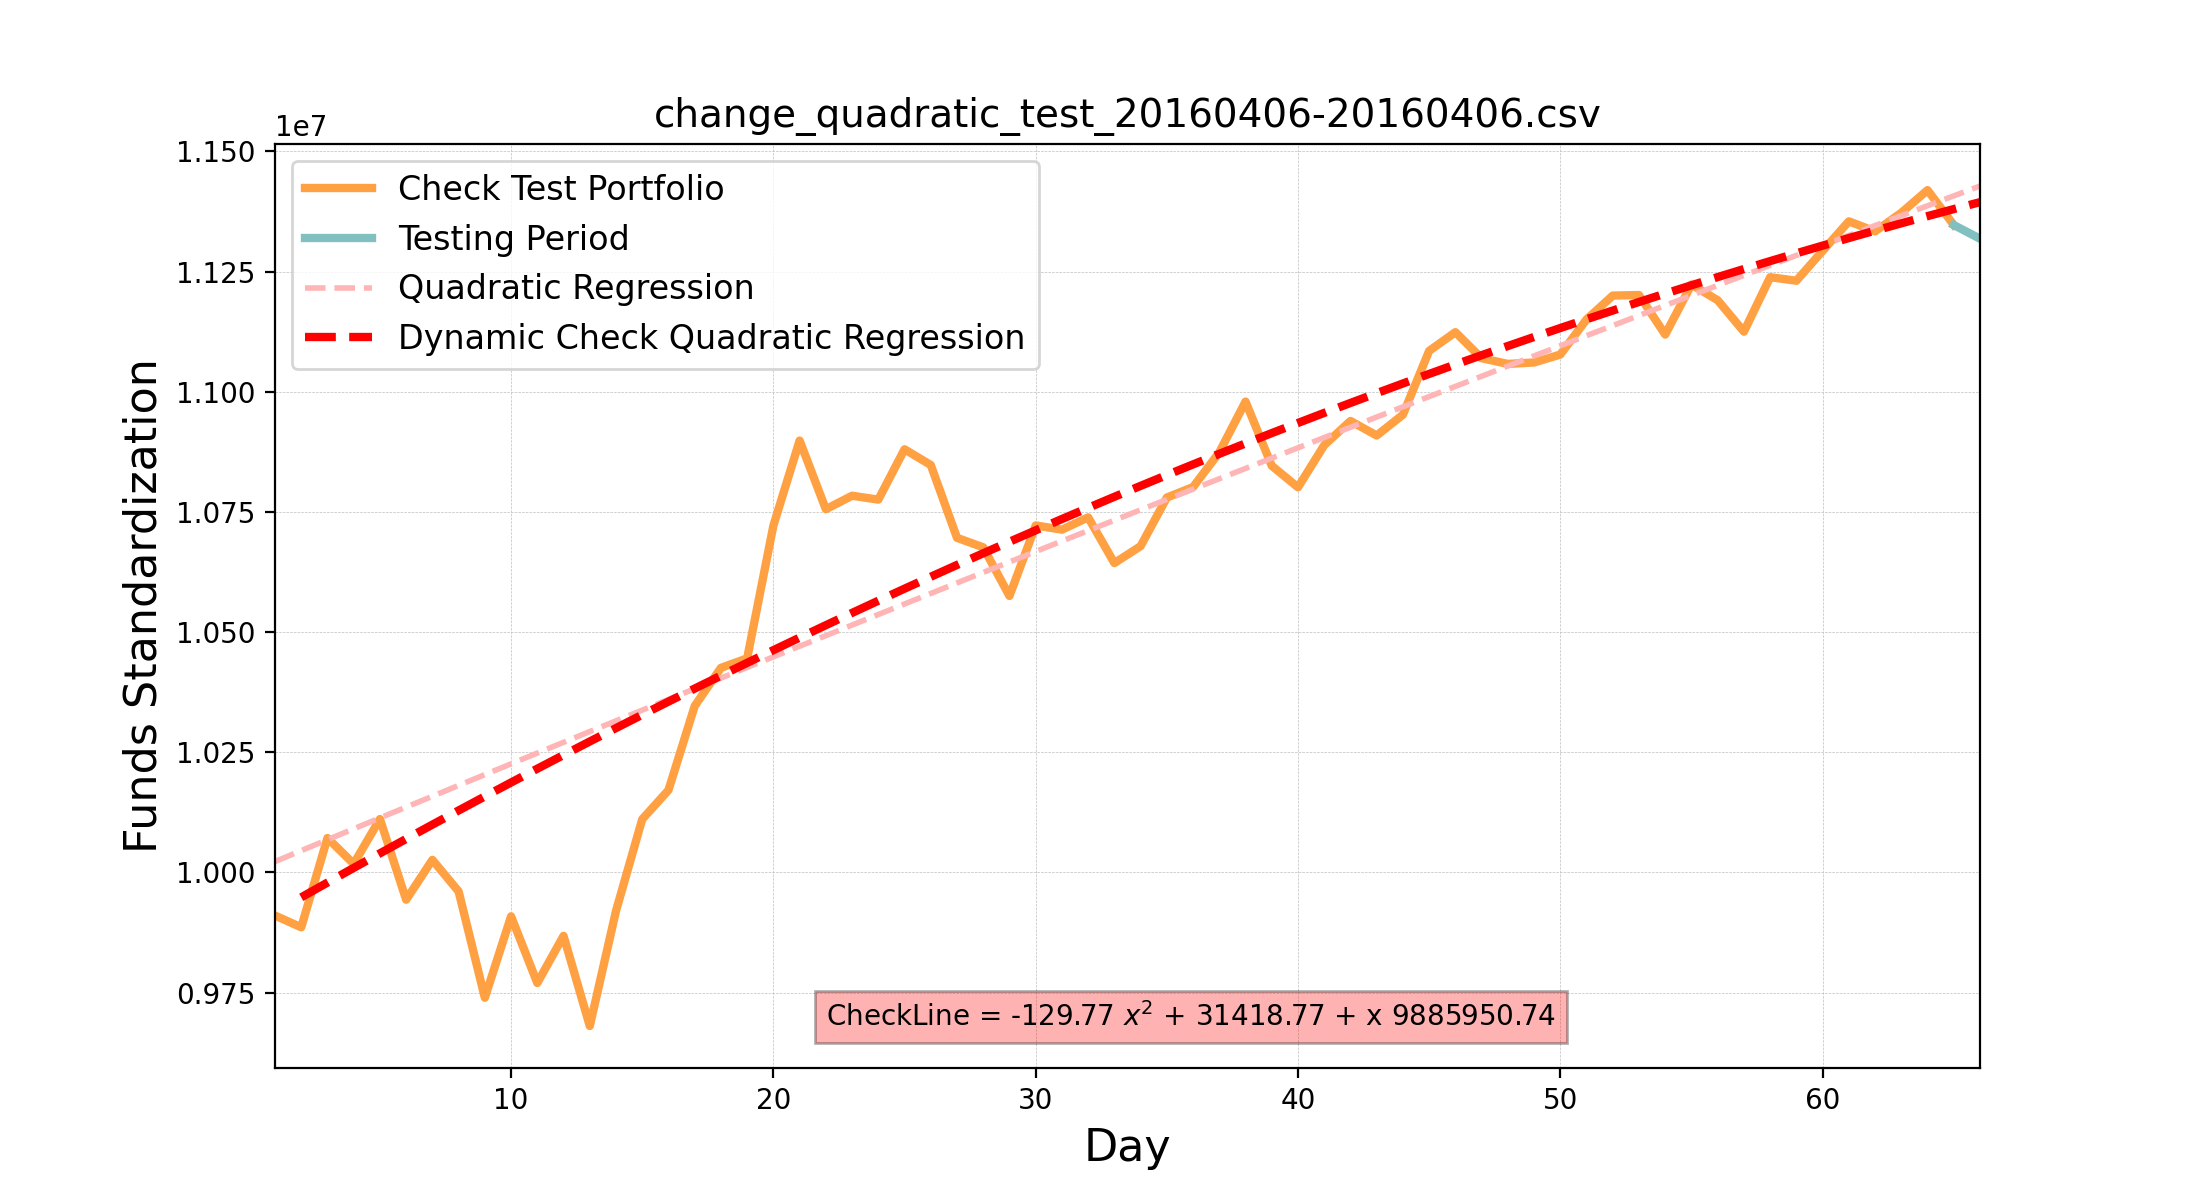 change_quadratic_test_20160406-20160406.csv
1e7
1.150
1.125
1.100
1.075
1.050
1.025
1.000
0.975
Funds Standardization
Check Test Portfolio
Testing Period
Quadratic Regression
Dynamic Check Quadratic Regression
CheckLine = -129.77 x² + 31418.77 + x 9885950.74
10 20 30 40 50 60
Day